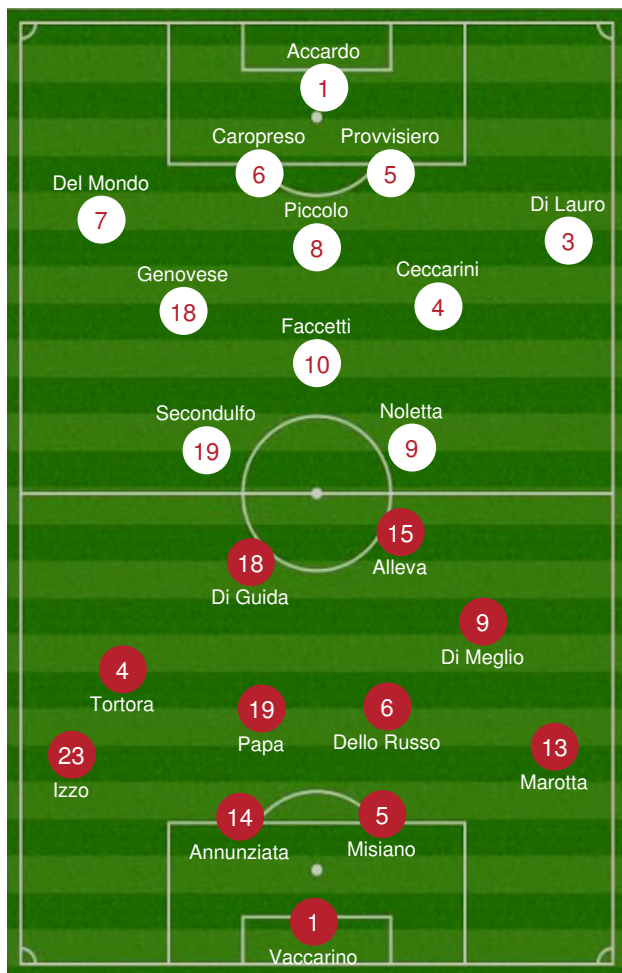 Accardo
1
Caropreso
6
Provvisiero
5
Del Mondo
7
Piccolo
8
Di Lauro
3
Genovese
18
Ceccarini
4
Faccetti
10
Secondulfo
19
Noletta
9
15
Alleva
18
Di Guida
9
Di Meglio
4
Tortora
19
Papa
6
Dello Russo
23
Izzo
13
Marotta
14
Annunziata
5
Misiano
1
Vaccarino